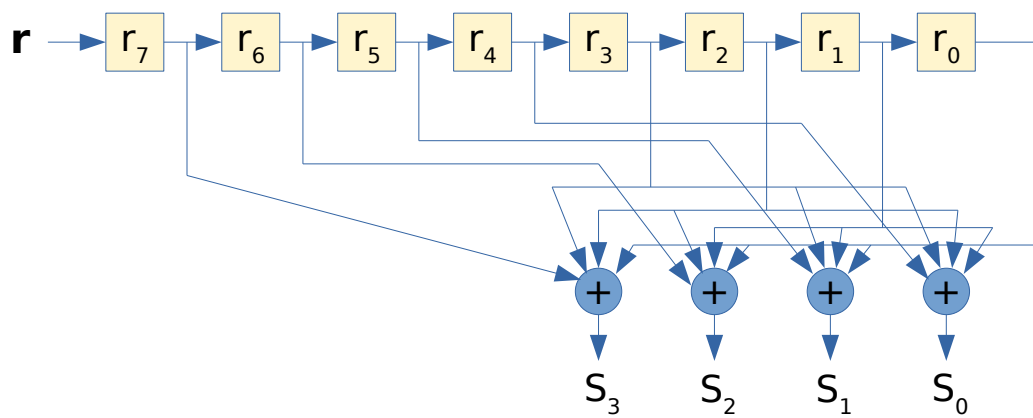 r r₇ r₆ r₅ r₄ r₃ r₂ r₁ r₀
+ + + +
S₃ S₂ S₁ S₀